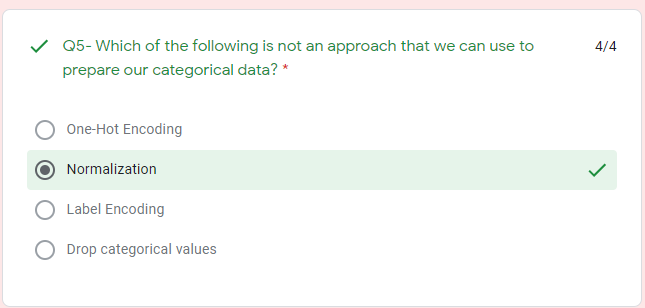 Q5- Which of the following is not an approach that we can use to 4/4
prepare our categorical data? *
One-Hot Encoding
Normalization
Label Encoding
Drop categorical values